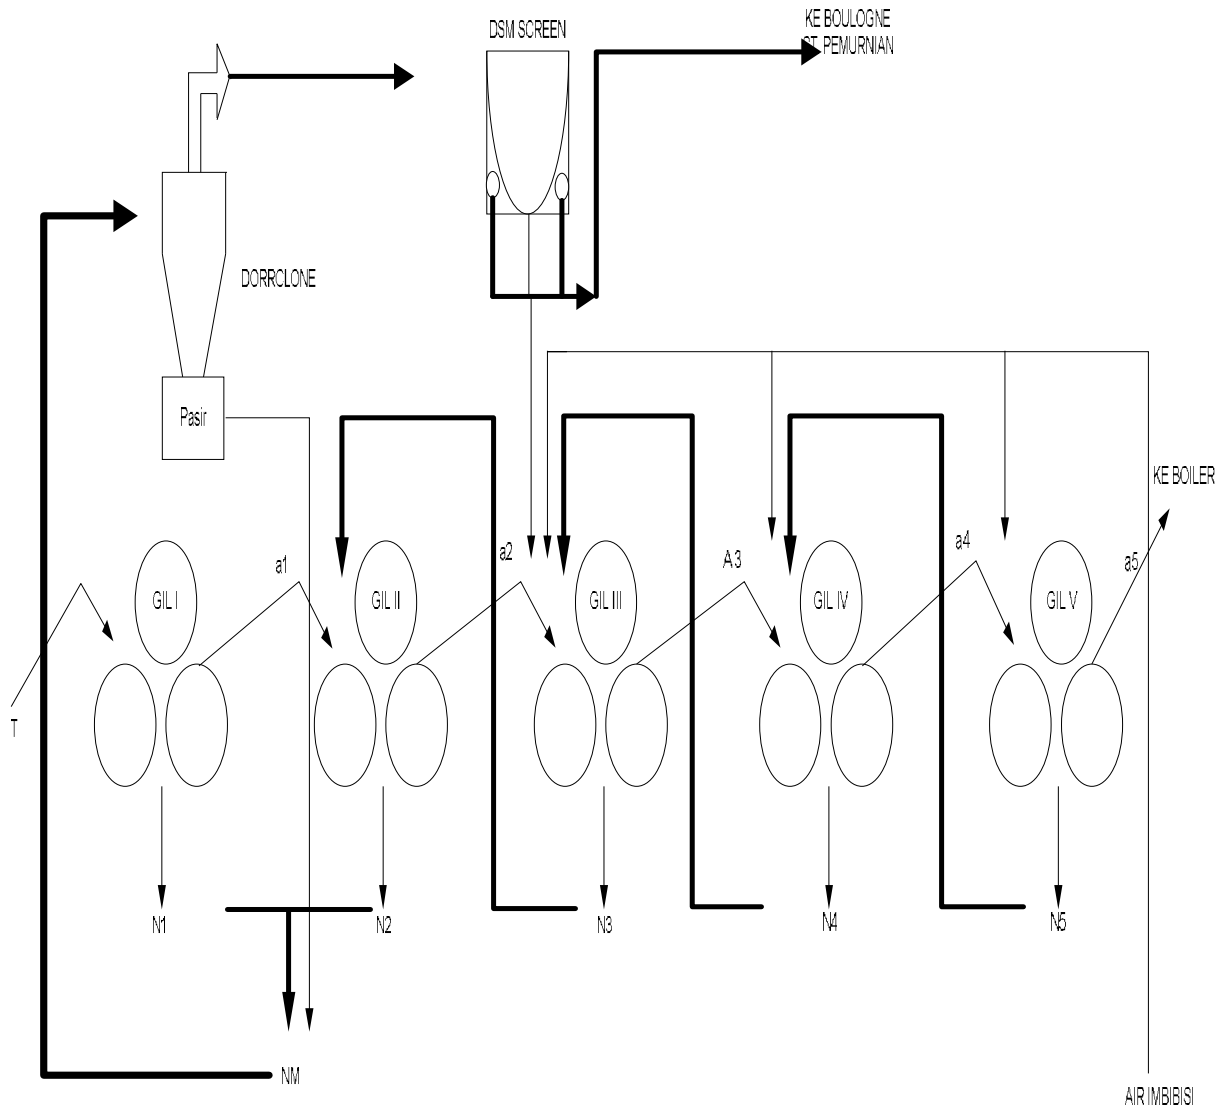 DSM SCREEN
KE BOULOGNE
ST. PEMURNIAN
DORRCLONE
Pasir
KE BOILER
a1
a2
A3
a4
a5
GIL I
GIL II
GIL III
GIL IV
GIL V
T
N1
N2
N3
N4
N5
NM
AIR IMBIBISI